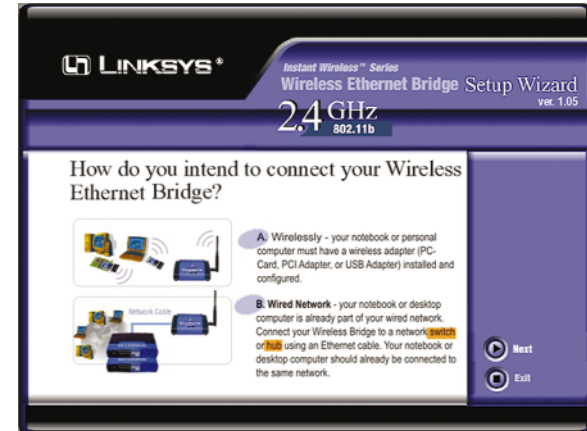 LINKSYS®
Instant Wireless™ Series
Wireless Ethernet Bridge Setup Wizard
ver. 1.05
2.4 GHz
802.11b
How do you intend to connect your Wireless
Ethernet Bridge?
A. Wirelessly - your notebook or personal
computer must have a wireless adapter (PC-
Card, PCI Adapter, or USB Adapter) installed and
configured.
Network Cable
B. Wired Network - your notebook or desktop
computer is already part of your wired network.
Connect your Wireless Bridge to a network switch
or hub using an Ethernet cable. Your notebook or
desktop computer should already be connected to
the same network.
Next
Exit